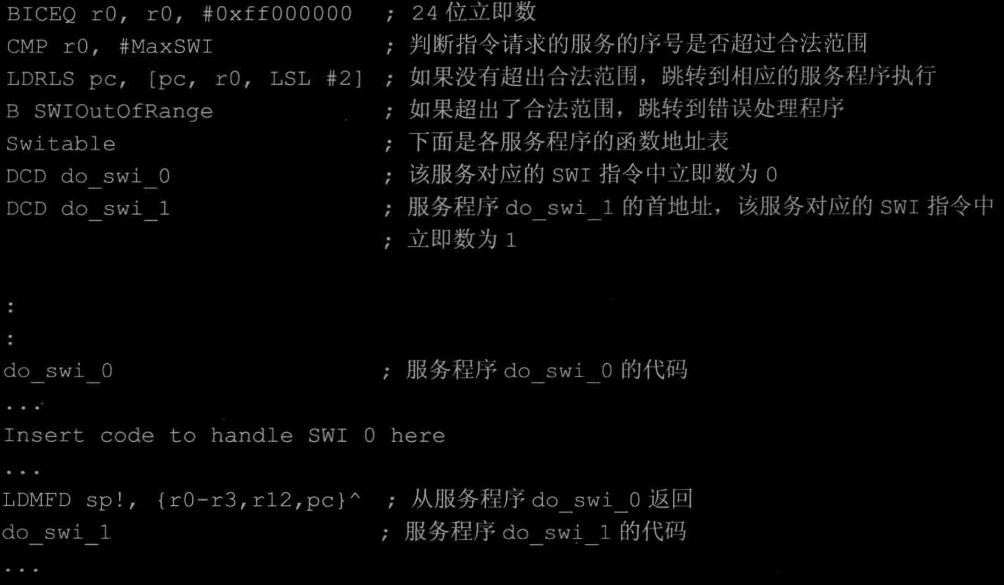 BICEQ r0, r0, #0xff000000 ; 24 位立即数
CMP r0, #MaxSWI ; 判断指令请求的服务的序号是否超过合法范围
LDRLS pc, [pc, r0, LSL #2] ; 如果没有超出合法范围，跳转到相应的服务程序执行
B SWIOutOfRange ; 如果超出了合法范围，跳转到错误处理程序
Switable ; 下面是各服务程序的函数地址表
DCD do_swi_0 ; 该服务对应的 SWI 指令中立即数为 0
DCD do_swi_1 ; 服务程序 do_swi_1 的首地址，该服务对应的 SWI 指令中
; 立即数为 1
:
:
do_swi_0 ; 服务程序 do_swi_0 的代码
...
Insert code to handle SWI 0 here
...
LDMFD sp!, {r0-r3,r12,pc}^ ; 从服务程序 do_swi_0 返回
do_swi_1 ; 服务程序 do_swi_1 的代码
...